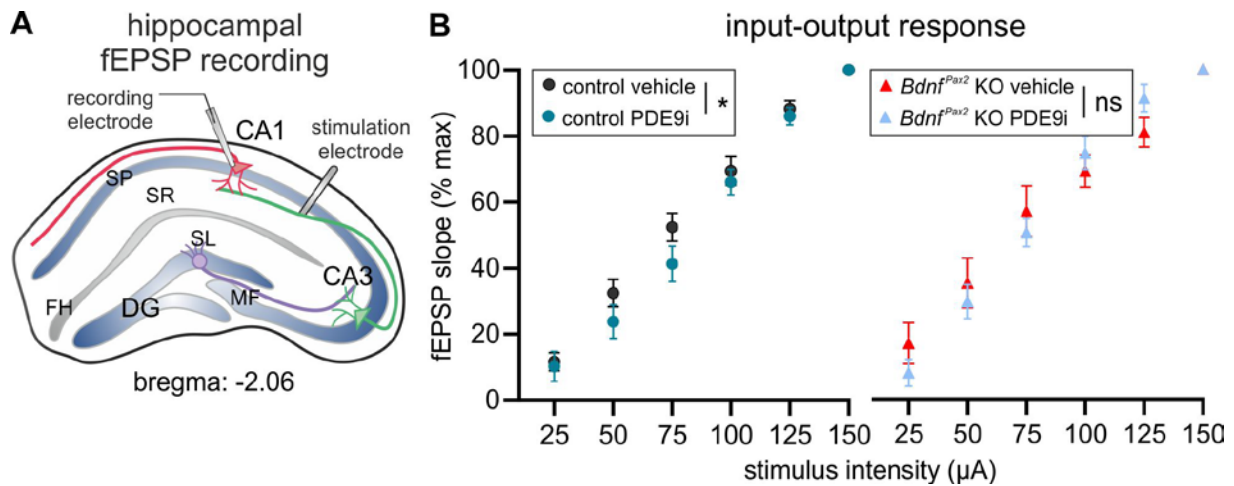 A
hippocampal
fEPSP recording
recording
electrode
CA1
stimulation
electrode
SP
SR
SL
CA3
FH
DG
MF
bregma: -2.06
B
input-output response
control vehicle
control PDE9i
*
Bdnf^Pax2 KO vehicle
Bdnf^Pax2 KO PDE9i
ns
fEPSP slope (% max)
100
80
60
40
20
0
25 50 75 100 125 150
25 50 75 100 125 150
stimulus intensity (µA)